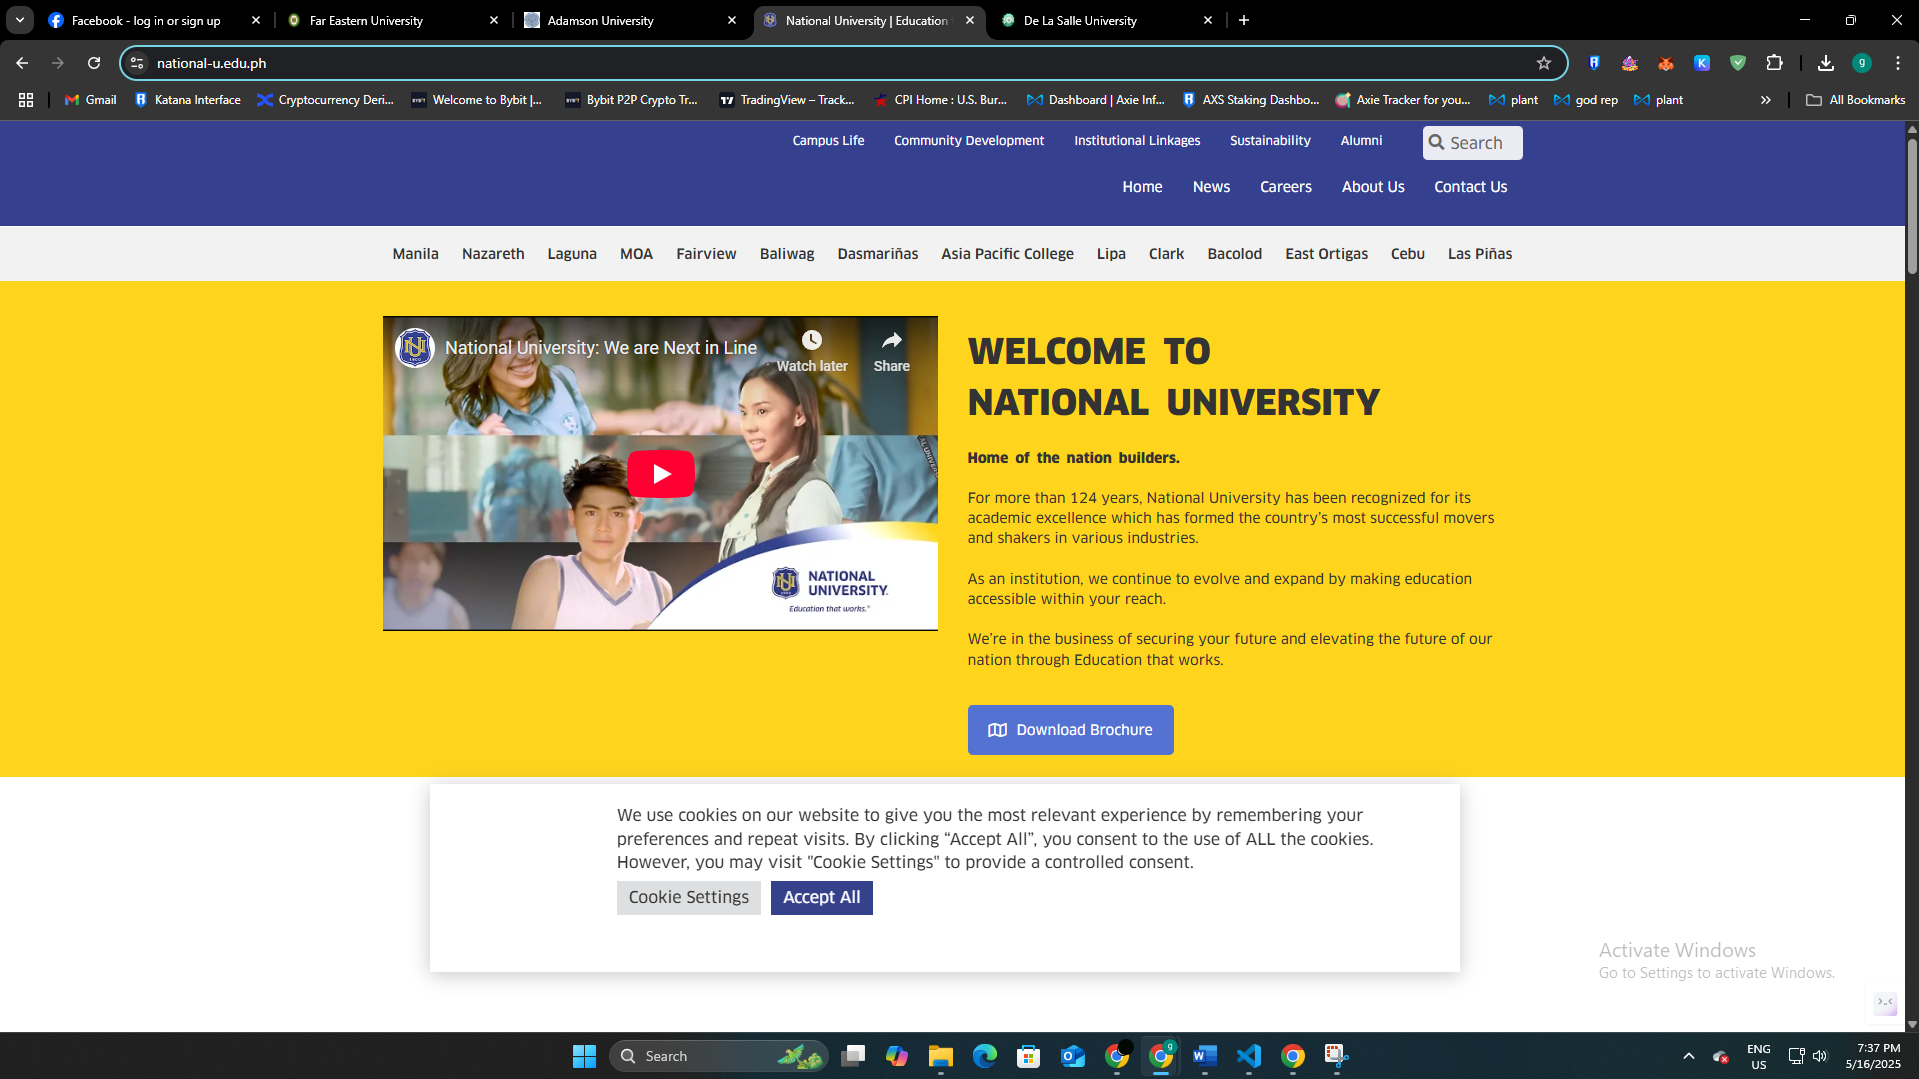 Facebook - log in or sign up
Far Eastern University
Adamson University
National University | Education
De La Salle University
national-u.edu.ph
Gmail
Katana Interface
Cryptocurrency Deri...
Welcome to Bybit |...
Bybit P2P Crypto Tr...
TradingView – Track...
CPI Home : U.S. Bur...
Dashboard | Axie Inf...
AXS Staking Dashbo...
Axie Tracker for you...
plant
god rep
plant
All Bookmarks
Campus Life
Community Development
Institutional Linkages
Sustainability
Alumni
Search
Home
News
Careers
About Us
Contact Us
Manila
Nazareth
Laguna
MOA
Fairview
Baliwag
Dasmariñas
Asia Pacific College
Lipa
Clark
Bacolod
East Ortigas
Cebu
Las Piñas
National University: We are Next in Line
Watch later
Share
NATIONAL
UNIVERSITY.
Education that works.®
WELCOME TO
NATIONAL UNIVERSITY
Home of the nation builders.
For more than 124 years, National University has been recognized for its
academic excellence which has formed the country’s most successful movers
and shakers in various industries.
As an institution, we continue to evolve and expand by making education
accessible within your reach.
We’re in the business of securing your future and elevating the future of our
nation through Education that works.
Download Brochure
We use cookies on our website to give you the most relevant experience by remembering your
preferences and repeat visits. By clicking “Accept All”, you consent to the use of ALL the cookies.
However, you may visit "Cookie Settings" to provide a controlled consent.
Cookie Settings
Accept All
Activate Windows
Go to Settings to activate Windows.
Search
ENG
US
7:37 PM
5/16/2025